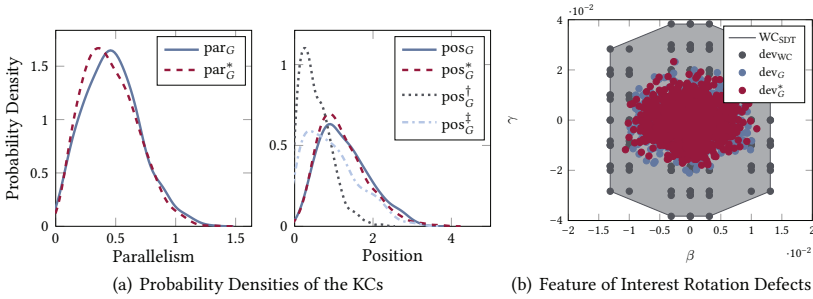 par_G
par*_G
1.5
1
0.5
0
Probability Density
0 0.5 1 1.5
Parallelism
pos_G
pos*_G
pos†_G
pos‡_G
1.5
1
0.5
0
0 2 4
Position
(a) Probability Densities of the KCs
·10⁻²
4
2
0
−2
−4
γ
WC_SDT
dev_WC
dev_G
dev*_G
−2 −1.5 −1 −0.5 0 0.5 1 1.5 2
·10⁻²
β
(b) Feature of Interest Rotation Defects